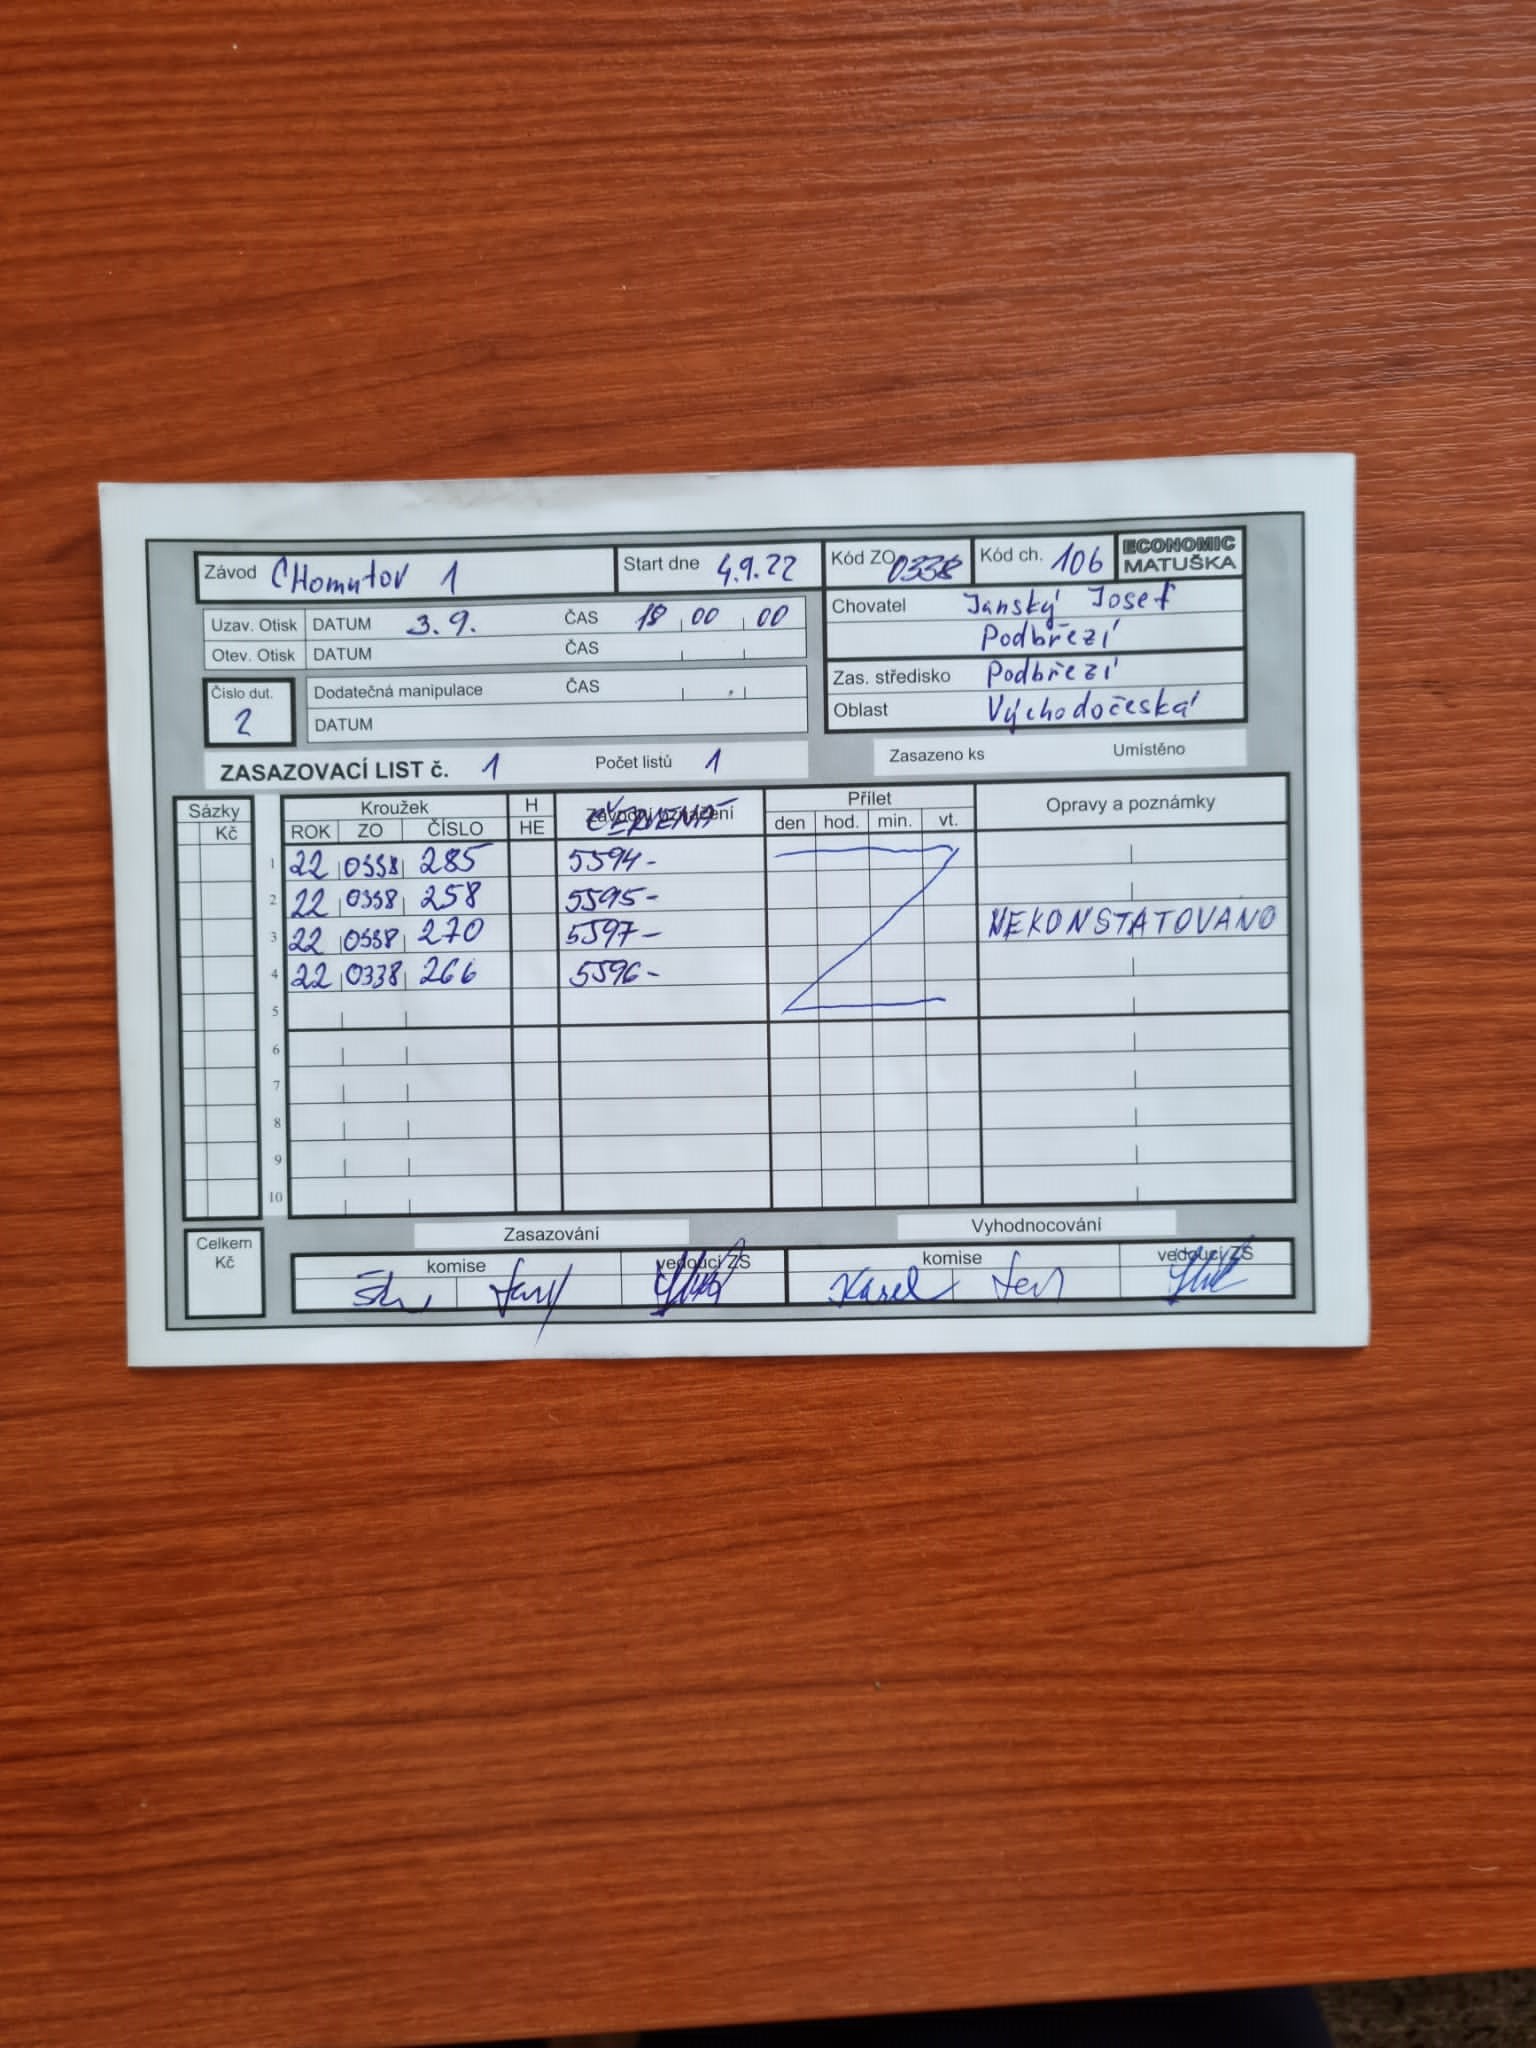 Závod CHomutov 1 Start dne 4.9.22 Kód ZO 0338 Kód ch. 106 ECONOMIC MATUŠKA
Uzav. Otisk DATUM 3.9. ČAS 18 00 00
Otev. Otisk DATUM ČAS
Chovatel Janský Josef
Podbřezí
Číslo dut. 2
Dodatečná manipulace ČAS
DATUM
Zas. středisko Podbřezí
Oblast Východočeská
ZASAZOVACÍ LIST č. 1 Počet listů 1 Zasazeno ks Umistěno
Sázky Kroužek H Závodní označení Přílet Opravy a poznámky
Kč ROK ZO ČÍSLO HE ČERVENÁ den hod. min. vt.
1 22 0338 285 5594-
2 22 0338 258 5595-
3 22 0338 270 5597- NEKONSTATOVÁNO
4 22 0338 266 5596-
5
6
7
8
9
10
Zasazování Vyhodnocování
Celkem Kč
komise vedoucí ZS komise vedoucí ZS
Karel